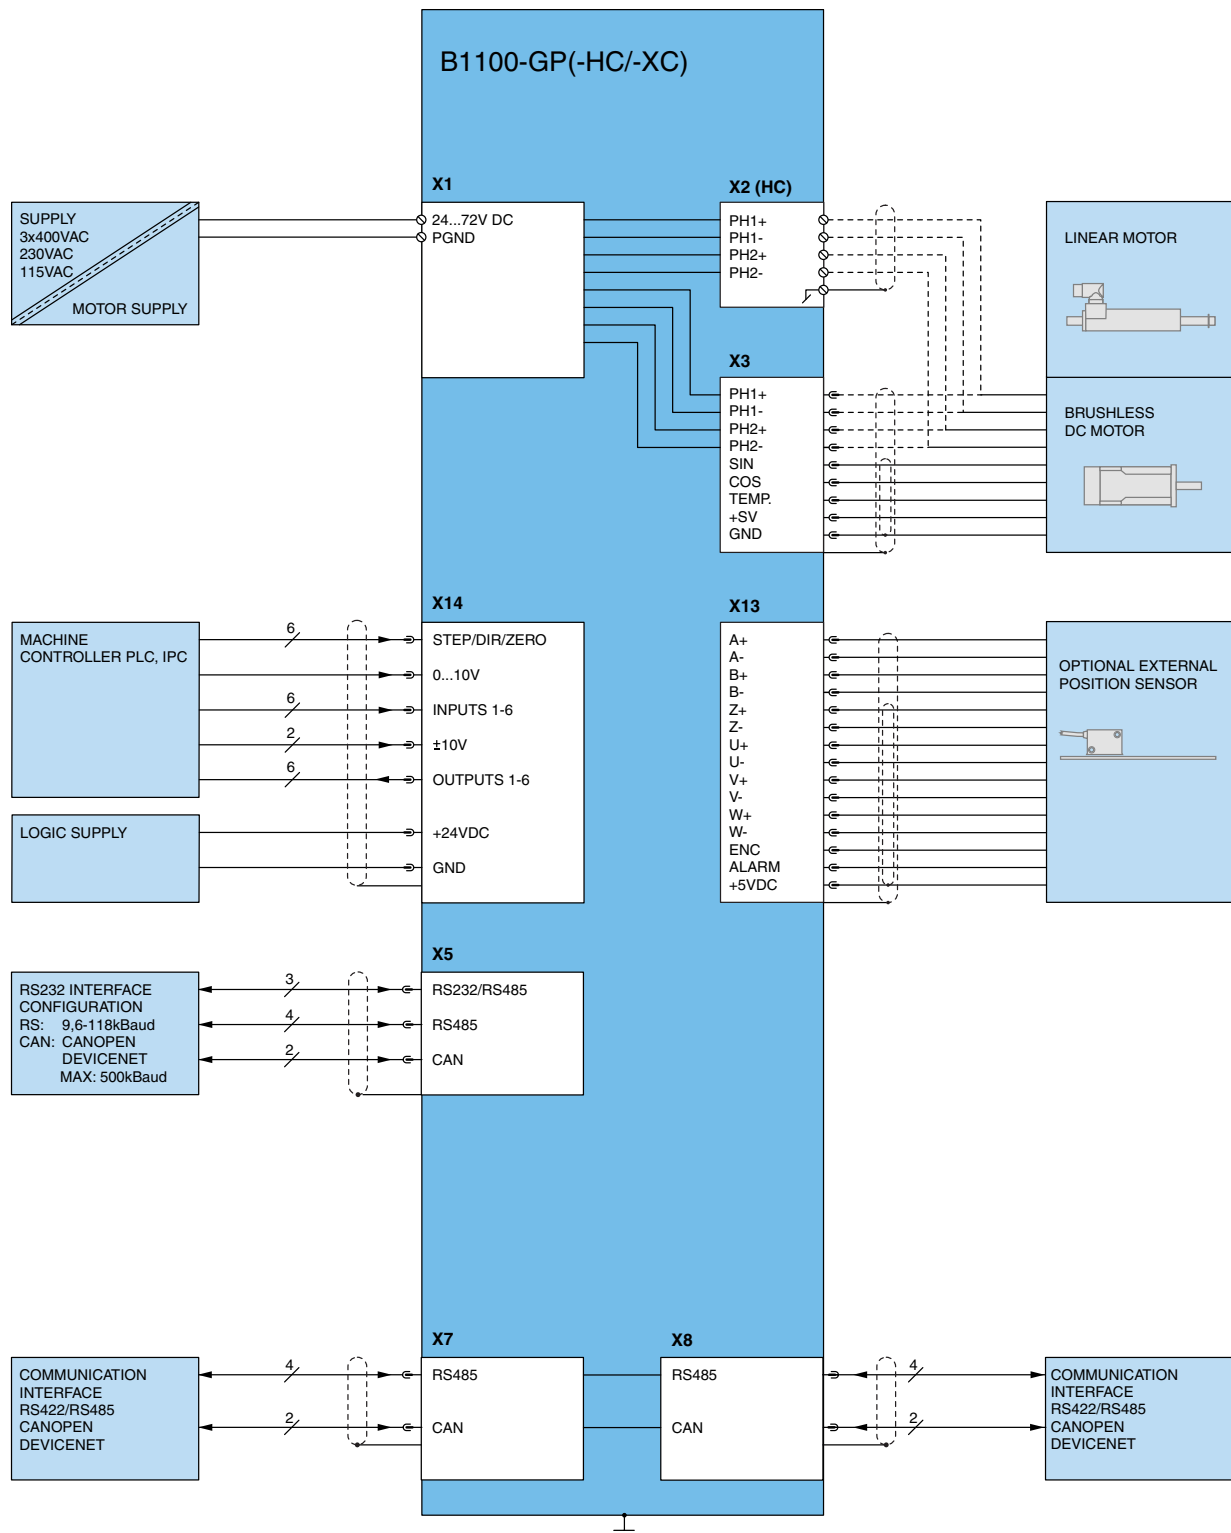 B1100-GP(-HC/-XC)
X1
X2 (HC)
SUPPLY
3x400VAC
230VAC
115VAC
MOTOR SUPPLY
24...72V DC
PGND
PH1+
PH1-
PH2+
PH2-
LINEAR MOTOR
X3
PH1+
PH1-
PH2+
PH2-
SIN
COS
TEMP.
+SV
GND
BRUSHLESS
DC MOTOR
X14
X13
MACHINE
CONTROLLER PLC, IPC
6
6
2
6
STEP/DIR/ZERO
0...10V
INPUTS 1-6
±10V
OUTPUTS 1-6
LOGIC SUPPLY
+24VDC
GND
A+
A-
B+
B-
Z+
Z-
U+
U-
V+
V-
W+
W-
ENC
ALARM
+5VDC
OPTIONAL EXTERNAL
POSITION SENSOR
X5
RS232 INTERFACE
CONFIGURATION
RS: 9,6-118kBaud
CAN: CANOPEN
DEVICENET
MAX: 500kBaud
3
4
2
RS232/RS485
RS485
CAN
X7
X8
COMMUNICATION
INTERFACE
RS422/RS485
CANOPEN
DEVICENET
4
2
RS485
CAN
RS485
CAN
4
2
COMMUNICATION
INTERFACE
RS422/RS485
CANOPEN
DEVICENET